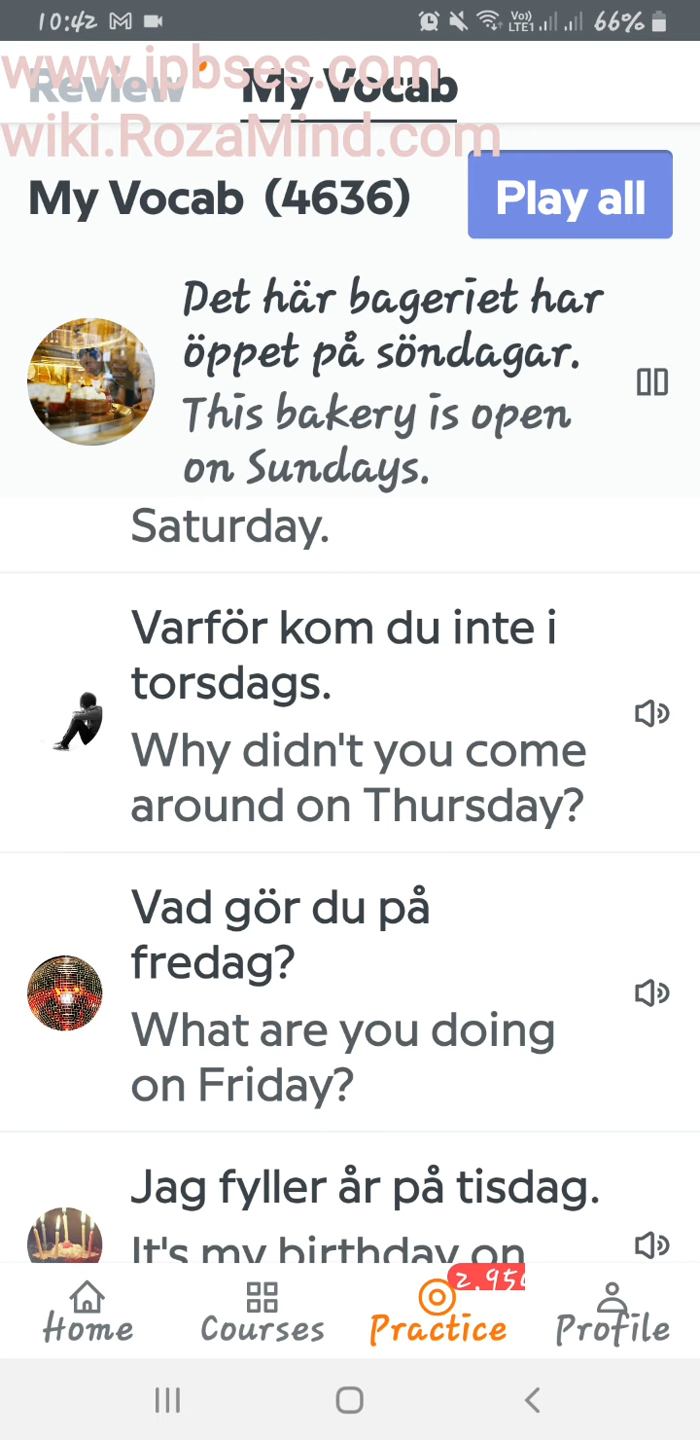 10:42
Vo)) LTE1 66%
www.ipbses.com
Review My Vocab
wiki.RozaMind.com
My Vocab (4636) Play all
Det här bageriet har
öppet på söndagar.
This bakery is open
on Sundays.
Saturday.
Varför kom du inte i
torsdags.
Why didn't you come
around on Thursday?
Vad gör du på
fredag?
What are you doing
on Friday?
Jag fyller år på tisdag.
It's my birthday on
Home Courses Practice Profile